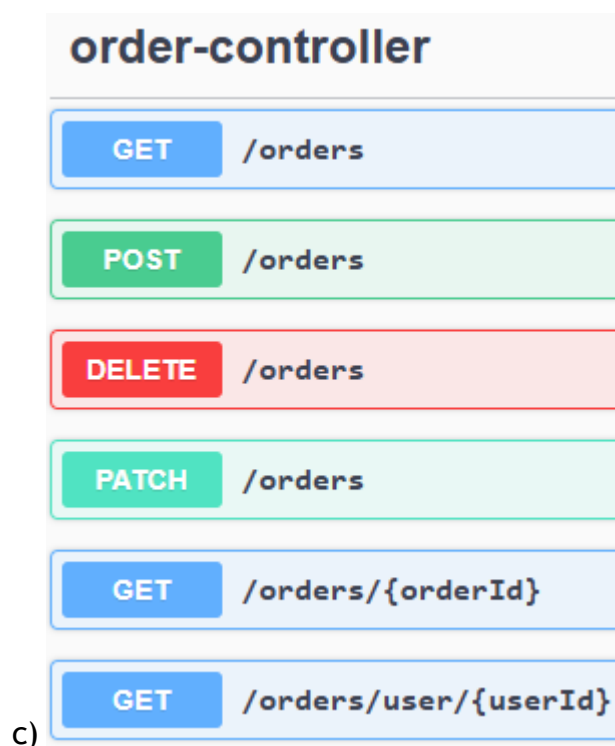 order-controller
GET /orders
POST /orders
DELETE /orders
PATCH /orders
GET /orders/{orderId}
GET /orders/user/{userId}
c)